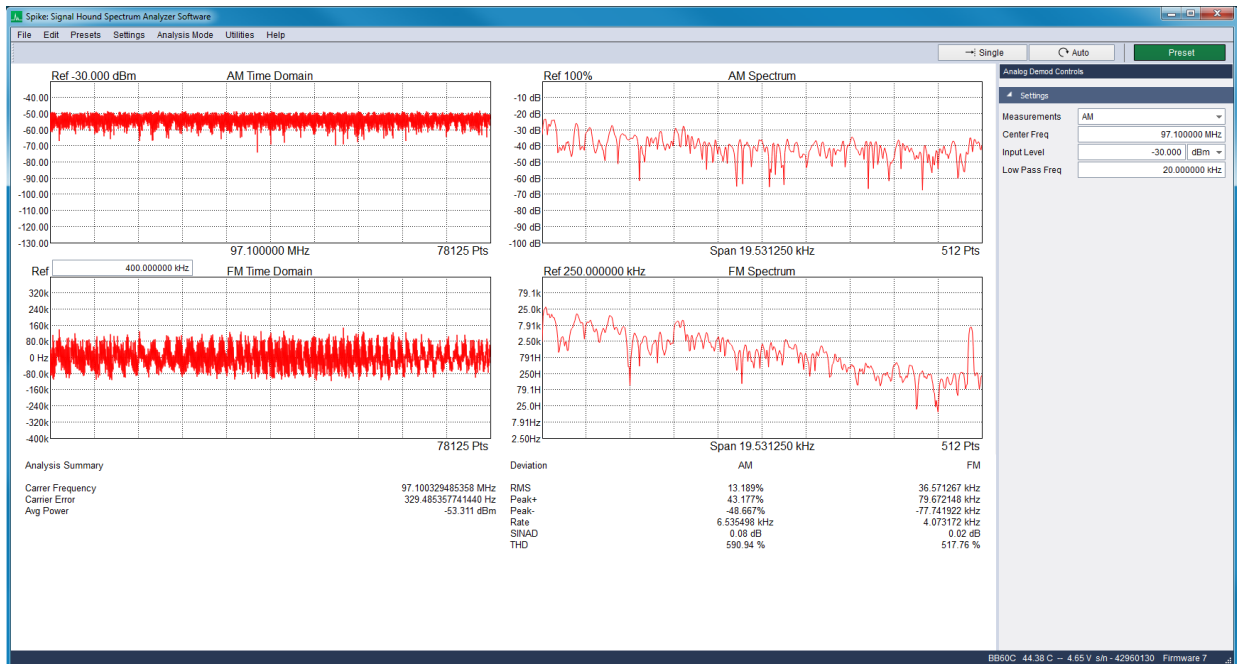 Spike: Signal Hound Spectrum Analyzer Software
File Edit Presets Settings Analysis Mode Utilities Help
Single Auto Preset
Ref -30.000 dBm AM Time Domain
-40.00
-50.00
-60.00
-70.00
-80.00
-90.00
-100.00
-110.00
-120.00
-130.00
97.100000 MHz 78125 Pts
Ref 100% AM Spectrum
-10 dB
-20 dB
-30 dB
-40 dB
-50 dB
-60 dB
-70 dB
-80 dB
-90 dB
-100 dB
Span 19.531250 kHz 512 Pts
Ref 400.000000 kHz FM Time Domain
320k
240k
160k
80.0k
0 Hz
-80.0k
-160k
-240k
-320k
-400k
78125 Pts
Ref 250.000000 kHz FM Spectrum
79.1k
25.0k
7.91k
2.50k
791H
250H
79.1H
25.0H
7.91Hz
2.50Hz
Span 19.531250 kHz 512 Pts
Analysis Summary
Carrer Frequency 97.100329485358 MHz
Carrier Error 329.485357741440 Hz
Avg Power -53.311 dBm
Deviation AM FM
RMS 13.189% 36.571267 kHz
Peak+ 43.177% 79.672148 kHz
Peak- -48.667% -77.741922 kHz
Rate 6.535498 kHz 4.073172 kHz
SINAD 0.08 dB 0.02 dB
THD 590.94 % 517.76 %
Analog Demod Controls
Settings
Measurements AM
Center Freq 97.100000 MHz
Input Level -30.000 dBm
Low Pass Freq 20.000000 kHz
BB60C 44.38 C -- 4.65 V s/n - 42960130 Firmware 7